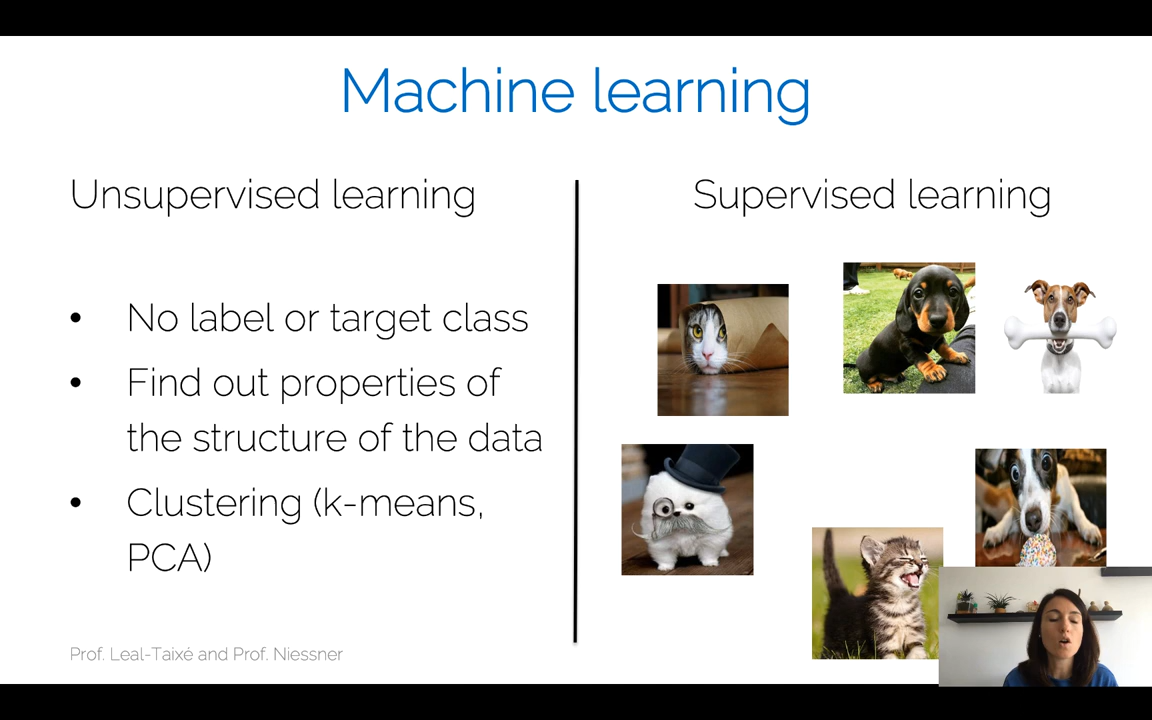 Machine learning
Unsupervised learning
• No label or target class
• Find out properties of
the structure of the data
• Clustering (k-means,
PCA)
Supervised learning
Prof. Leal-Taixé and Prof. Niessner